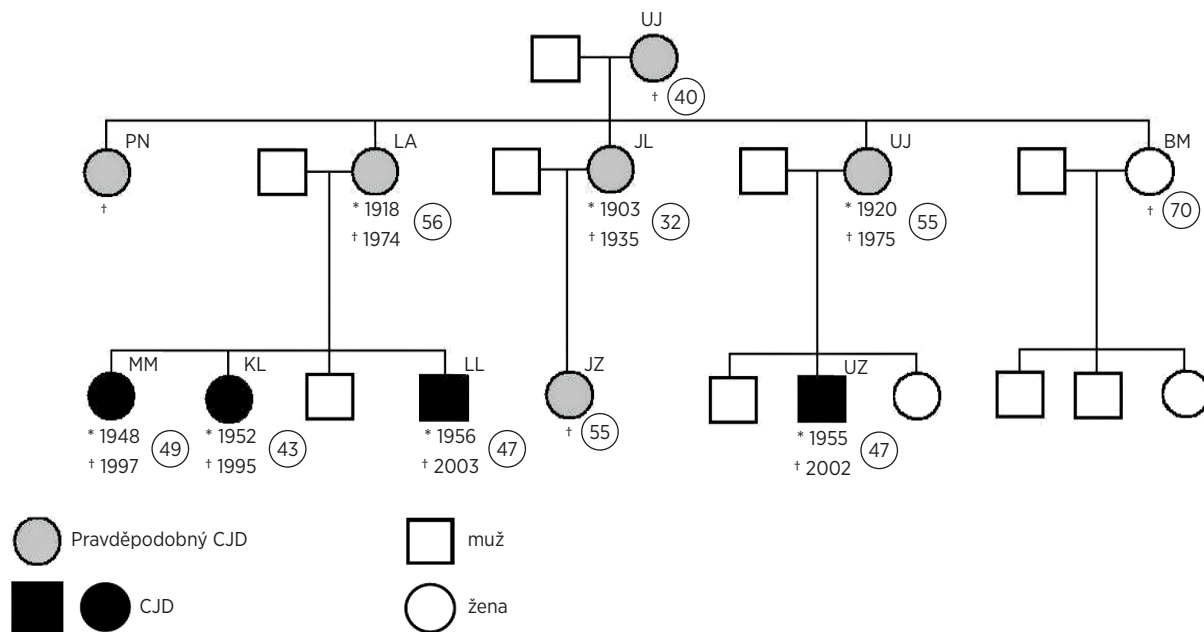 UJ
† 40
PN
LA
JL
UJ
BM
†
* 1918
† 1974
56
* 1903
† 1935
32
* 1920
† 1975
55
† 70
MM
KL
LL
JZ
UZ
* 1948
† 1997
49
* 1952
† 1995
43
* 1956
† 2003
47
† 55
* 1955
† 2002
47
Pravděpodobný CJD
muž
CJD
žena